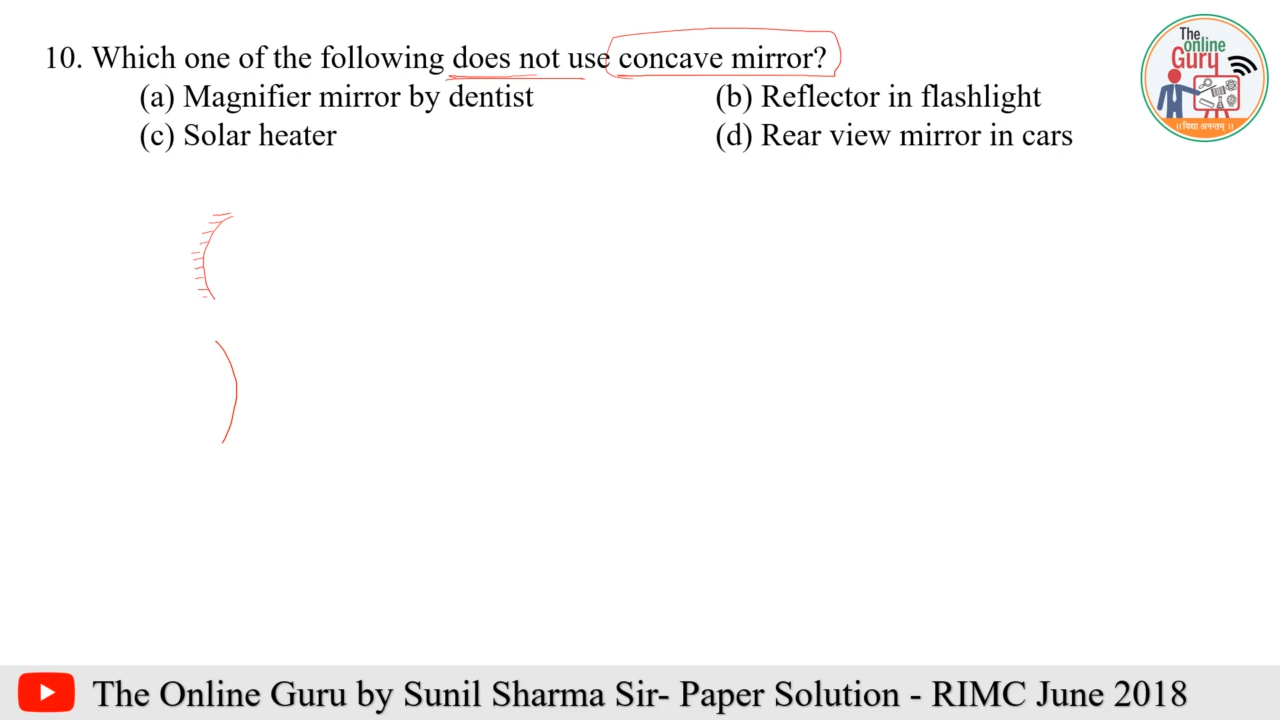 10. Which one of the following does not use concave mirror?
(a) Magnifier mirror by dentist (b) Reflector in flashlight
(c) Solar heater (d) Rear view mirror in cars
The
online
Guru
।। विद्या अनन्तम् ।।
The Online Guru by Sunil Sharma Sir- Paper Solution - RIMC June 2018